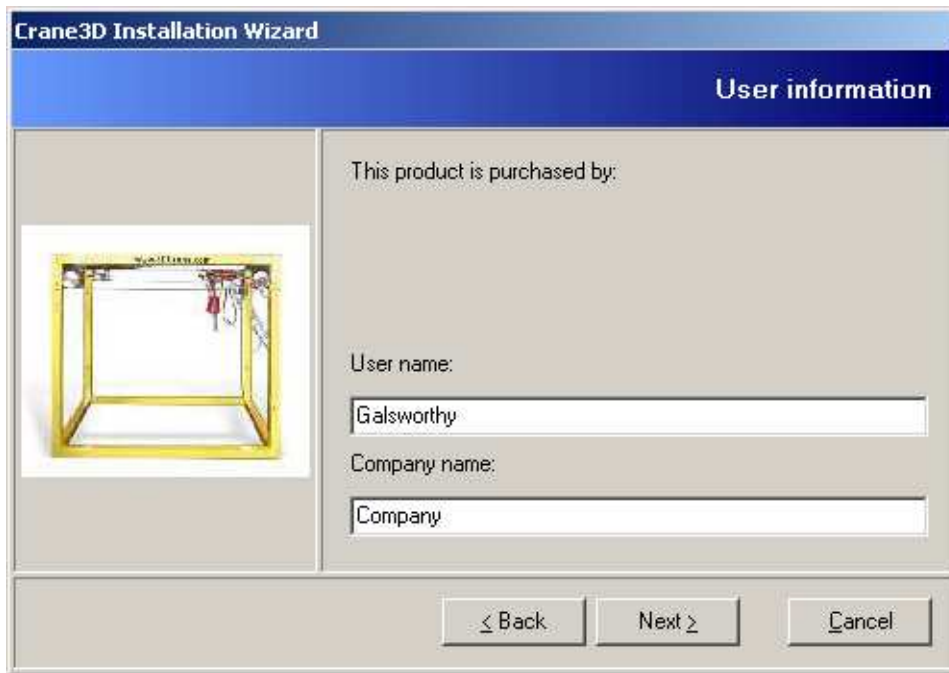 Crane3D Installation Wizard
User information
This product is purchased by:
User name:
Galsworthy
Company name:
Company
< Back
Next >
Cancel